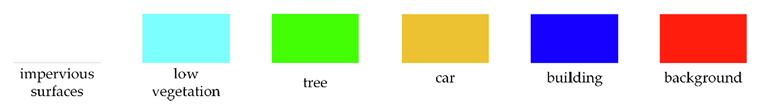 impervious
surfaces
low
vegetation
tree
car
building
background